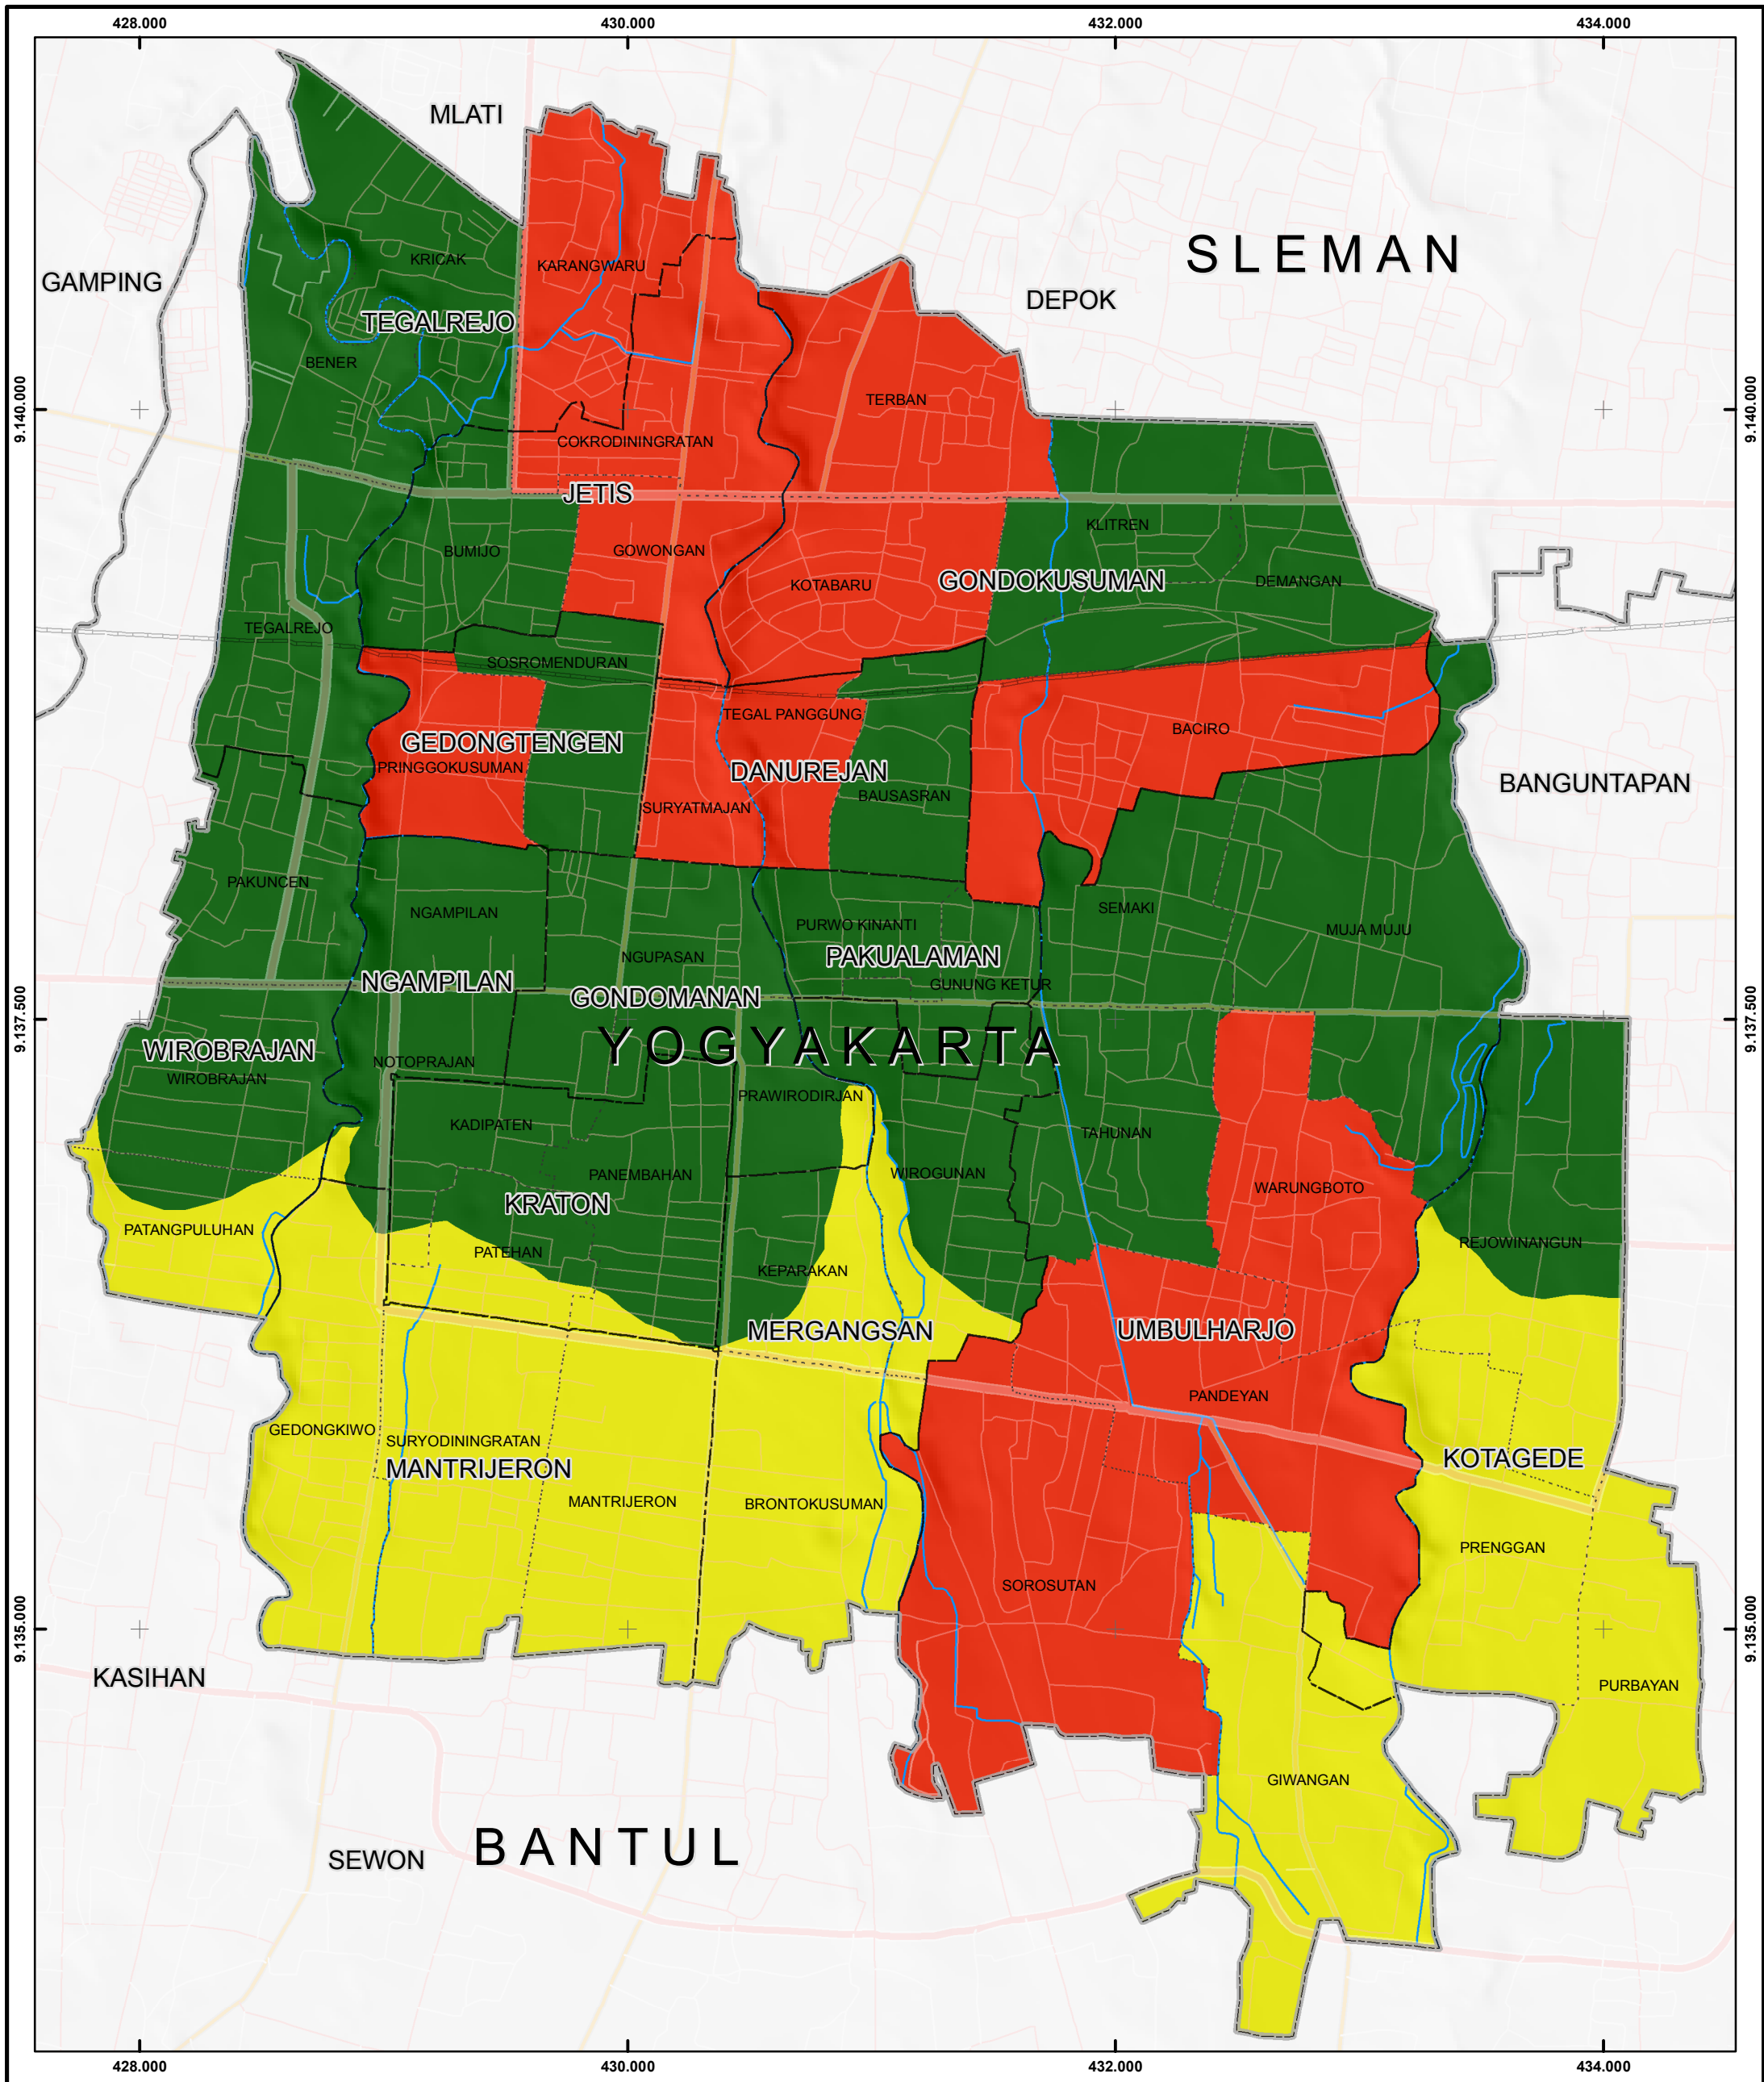 428.000
430.000
432.000
434.000
MLATI
SLEMAN
KRICAK
KARANGWARU
GAMPING
DEPOK
TEGALREJO
BENER
TERBAN
9.140.000
9.140.000
COKRODININGRATAN
JETIS
KLITREN
BUMIJO
GOWONGAN
KOTABARU
GONDOKUSUMAN
DEMANGAN
TEGALREJO
SOSROMENDURAN
TEGAL PANGGUNG
BACIRO
GEDONGTENGEN
PRINGGOKUSUMAN
DANUREJAN
BANGUNTAPAN
BAUSASRAN
SURYATMAJAN
PAKUNCEN
NGAMPILAN
SEMAKI
PURWO KINANTI
MUJA MUJU
NGUPASAN
PAKUALAMAN
NGAMPILAN
GUNUNG KETUR
GONDOMANAN
9.137.500
9.137.500
YOGYAKARTA
WIROBRAJAN
NOTOPRAJAN
WIROBRAJAN
PRAWIRODIRJAN
KADIPATEN
TAHUNAN
PANEMBAHAN
WIROGUNAN
WARUNGBOTO
KRATON
PATANGPULUHAN
REJOWINANGUN
PATEHAN
KEPARAKAN
MERGANGSAN
UMBULHARJO
PANDEYAN
GEDONGKIWO
SURYODININGRATAN
KOTAGEDE
MANTRIJERON
MANTRIJERON
BRONTOKUSUMAN
PRENGGAN
SOROSUTAN
9.135.000
9.135.000
KASIHAN
PURBAYAN
GIWANGAN
BANTUL
SEWON
428.000
430.000
432.000
434.000